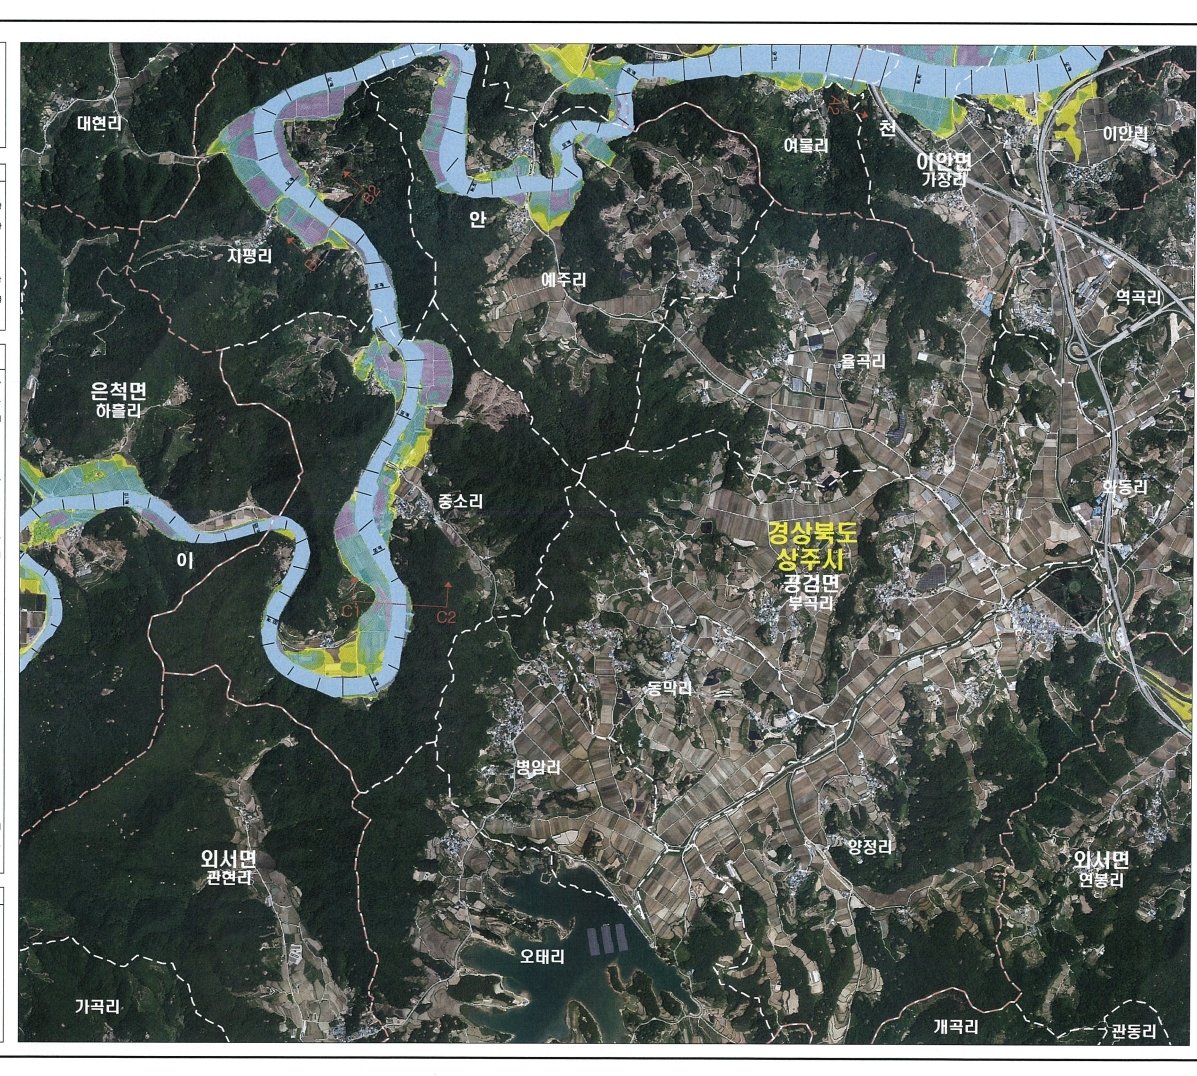 대현리
여물리
천
이안리
이안면
가장리
B2
안
자평리
예주리
역곡리
율곡리
은척면
하흘리
중소리
화동리
경상북도
상주시
공검면
부곡리
이
C1
C2
동막리
병암리
양정리
외서면
관현리
외서면
연봉리
오태리
가곡리
개곡리
관동리